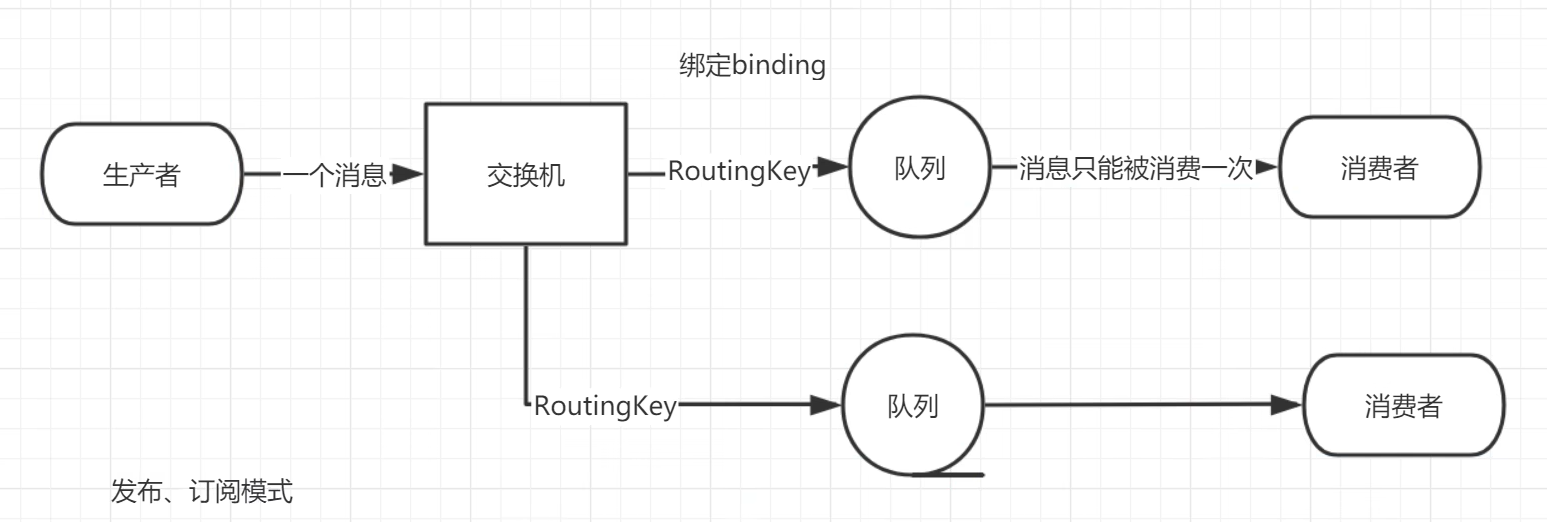 绑定binding
生产者
一个消息
交换机
RoutingKey
队列
消息只能被消费一次
消费者
RoutingKey
队列
消费者
发布、订阅模式